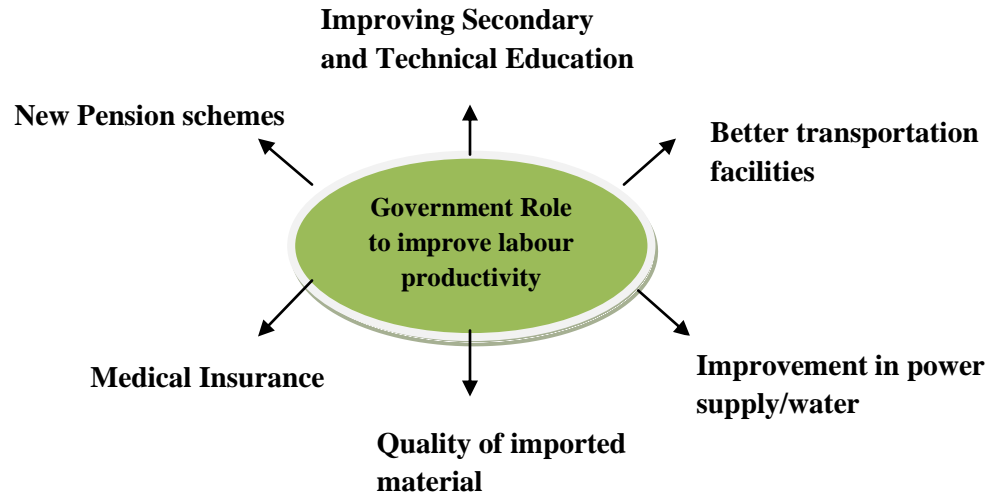 Improving Secondary
and Technical Education
New Pension schemes
Better transportation
facilities
Government Role
to improve labour
productivity
Medical Insurance
Improvement in power
supply/water
Quality of imported
material